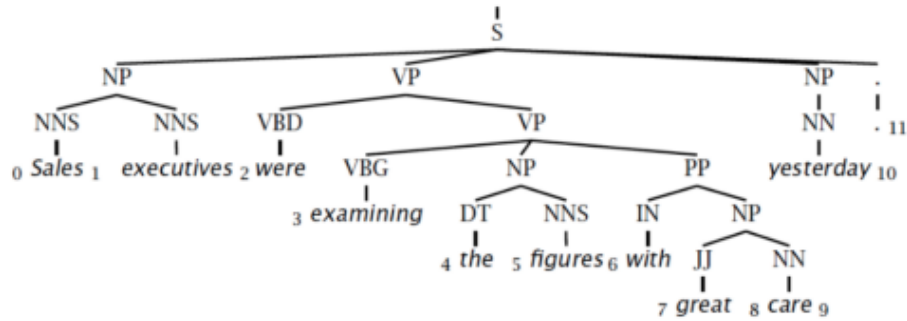 S
NP VP NP .
NNS NNS VBD VP NN . 11
0 Sales 1 executives 2 were VBG NP PP yesterday 10
3 examining DT NNS IN NP
4 the 5 figures 6 with JJ NN
7 great 8 care 9